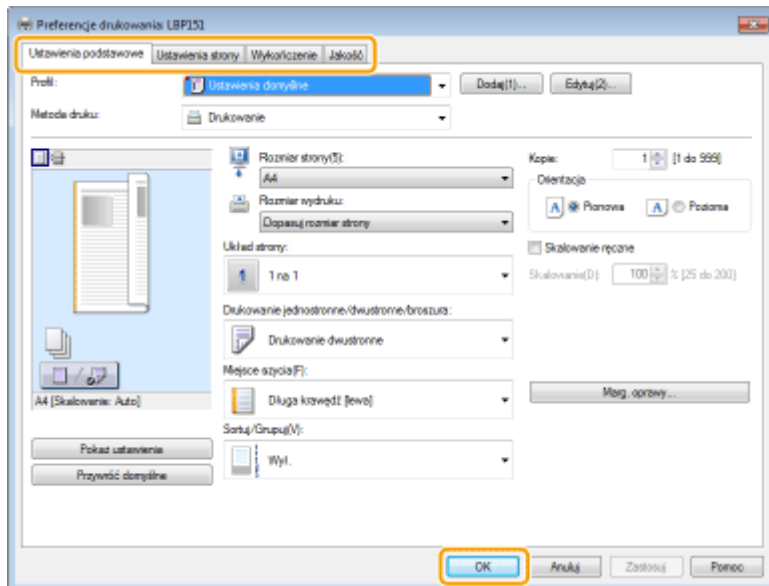 Preferencje drukowania: LBP151
Ustawienia podstawowe Ustawienia strony Wykończenie Jakość
Profil: Ustawienia domyślne Dodaj(1)... Edytuj(2)...
Metoda druku: Drukowanie
Rozmiar strony(5): Kopie: 1 [1 do 999]
A4 Orientacja
Rozmiar wydruku: A Pionowa A Pozioma
Dopasuj rozmiar strony
Układ strony: Skalowanie ręczne
1 1 na 1 Skalowanie(D): 100 % [25 do 200]
Drukowanie jednostronne/dwustronne/broszura:
Drukowanie dwustronne
Miejsce szycia(F):
Długa krawędź [lewa] Marg. oprawy...
A4 [Skalowanie: Auto]
Sortuj/Grupuj(V):
Pokaż ustawienia Wył.
Przywróć domyślne
OK Anuluj Zastosuj Pomoc